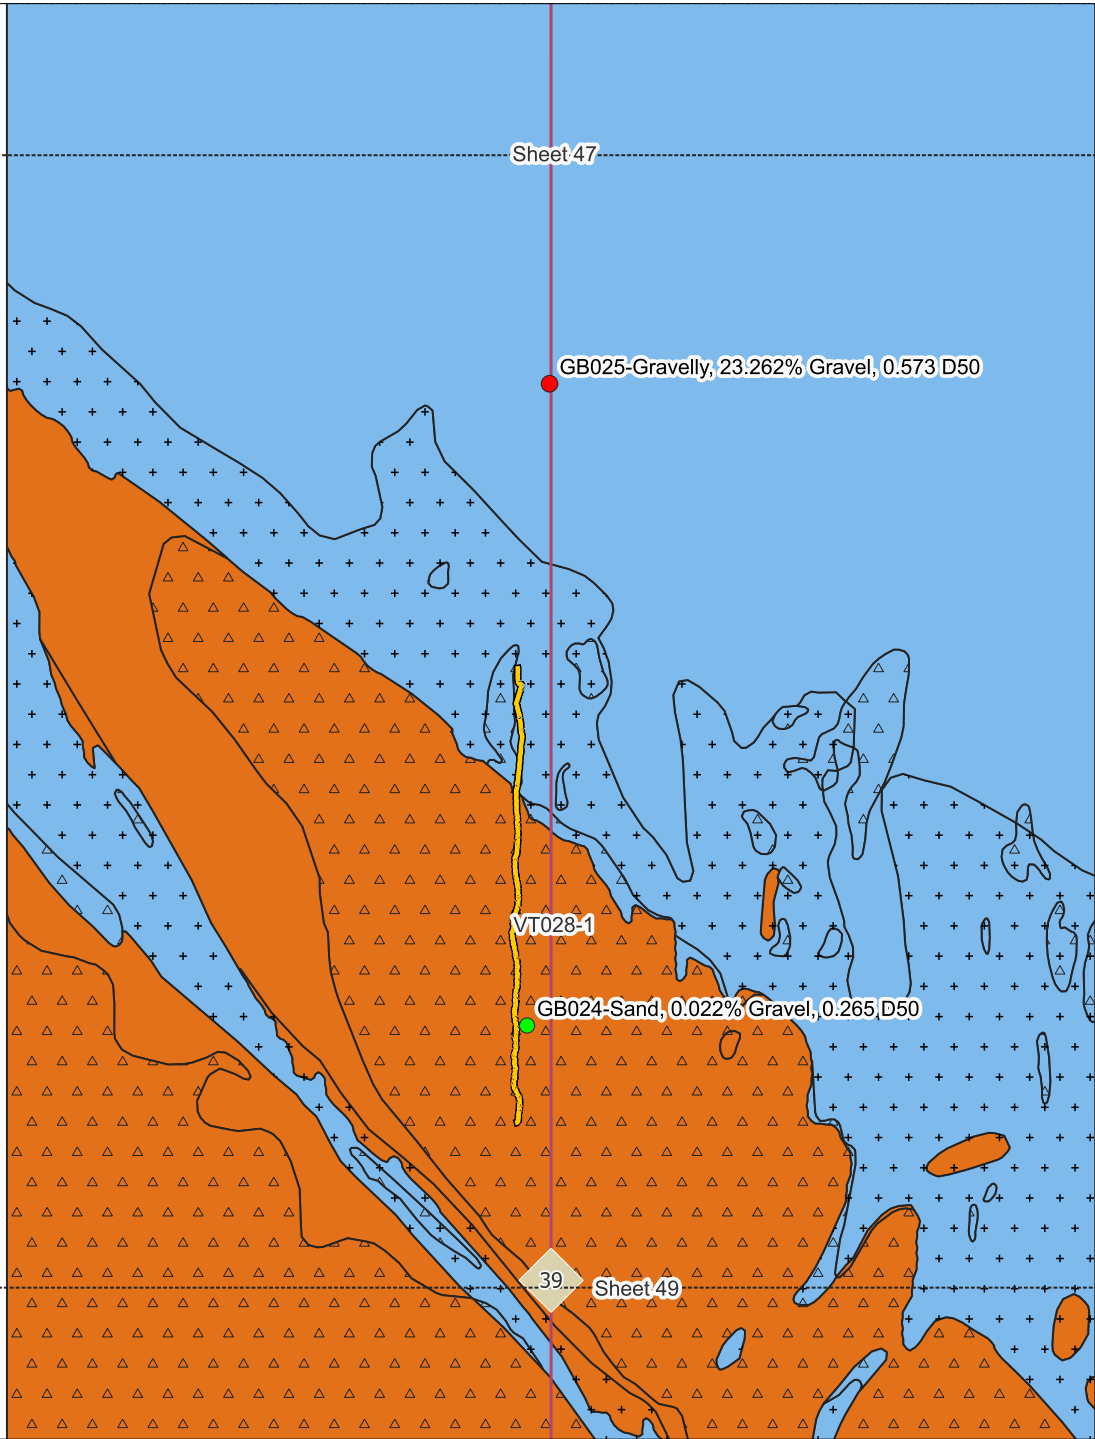 Sheet 47
GB025-Gravelly, 23.262% Gravel, 0.573 D50
VT028-1
GB024-Sand, 0.022% Gravel, 0.265 D50
39
Sheet 49